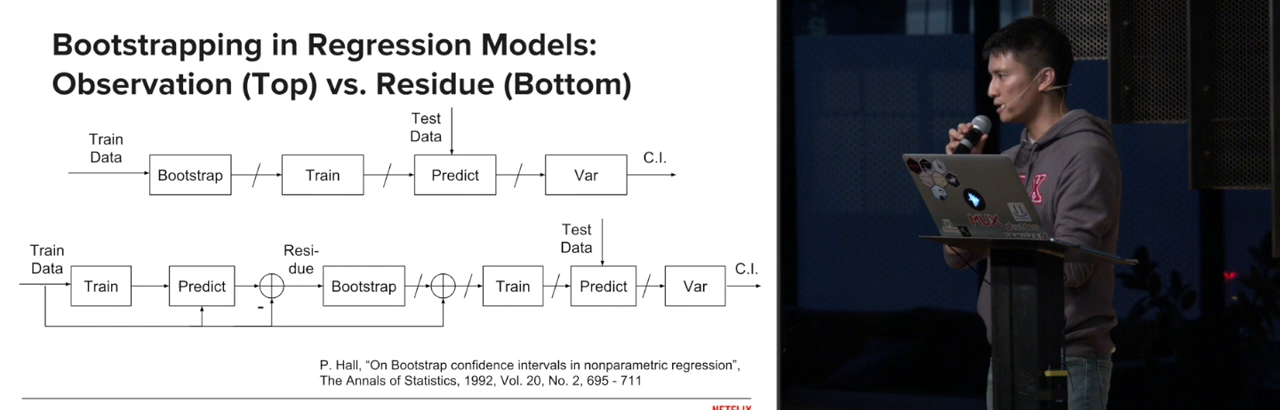 Bootstrapping in Regression Models:
Observation (Top) vs. Residue (Bottom)
Test
Data
Train
Data
Bootstrap
Train
Predict
Var
C.I.
Test
Data
Train
Data
Resi-
due
C.I.
Train
Predict
Bootstrap
Train
Predict
Var
-
P. Hall, “On Bootstrap confidence intervals in nonparametric regression”,
The Annals of Statistics, 1992, Vol. 20, No. 2, 695 - 711
NETFLIX
MUX